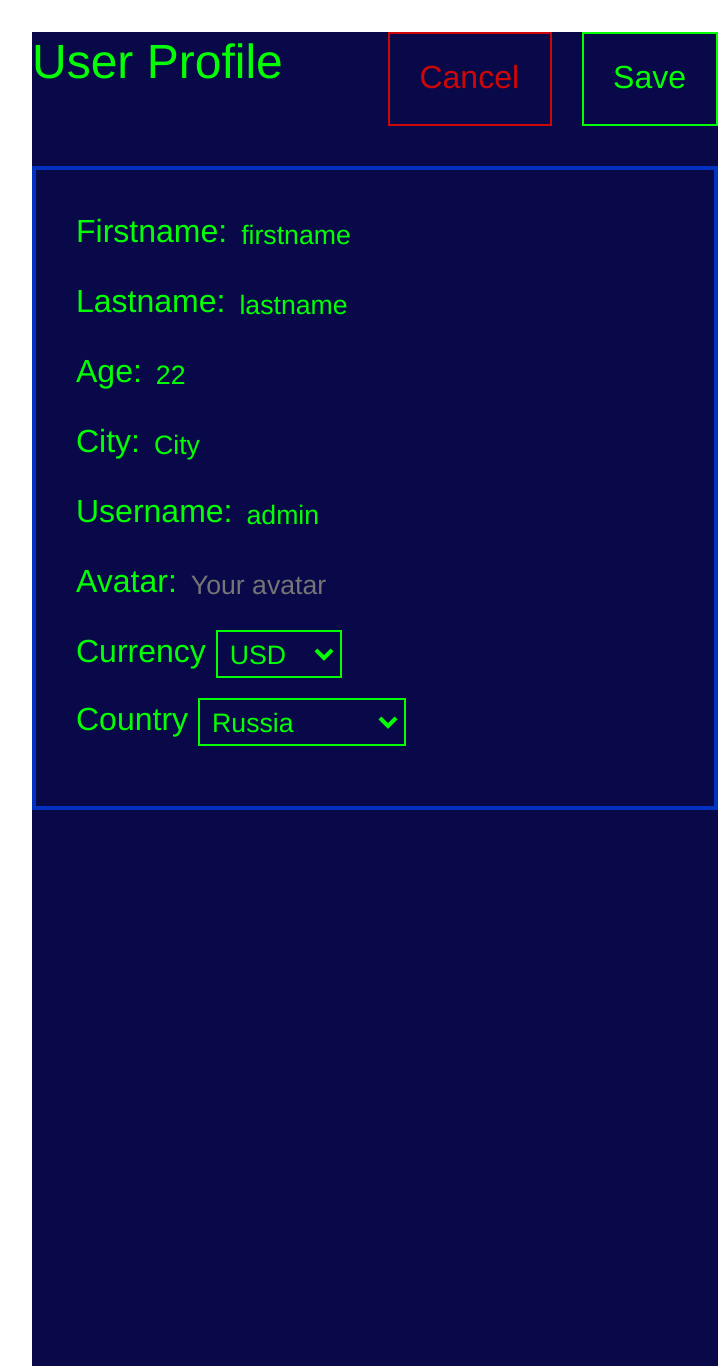 User Profile
Cancel
Save
Firstname: firstname
Lastname: lastname
Age: 22
City: City
Username: admin
Avatar: Your avatar
Currency USD
Country Russia